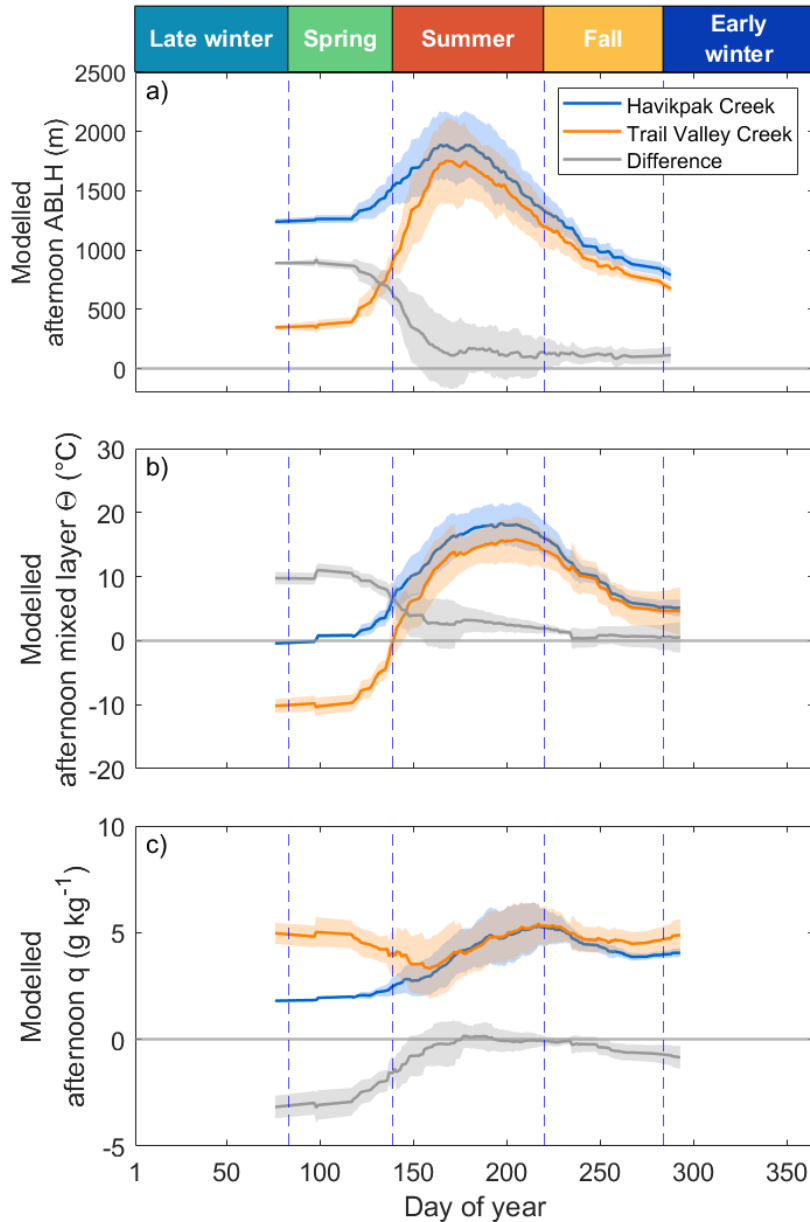 Late winter Spring Summer Fall Early winter
a)
Havikpak Creek
Trail Valley Creek
Difference
2500
2000
1500
1000
500
0
Modelled
afternoon ABLH (m)
b)
30
20
10
0
-10
-20
Modelled
afternoon mixed layer Θ (°C)
c)
10
5
0
-5
Modelled
afternoon q (g kg⁻¹)
1 50 100 150 200 250 300 350
Day of year